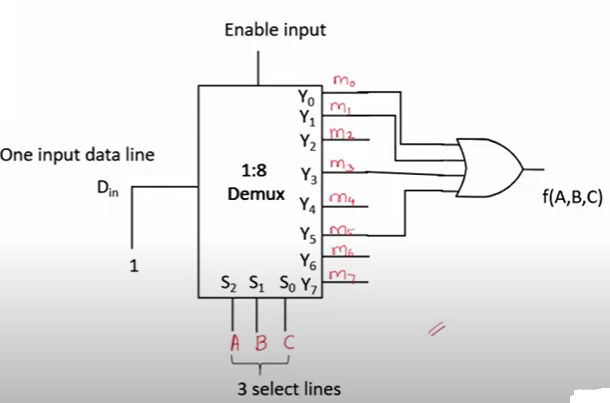 Enable input
Y₀ m₀
Y₁ m₁
Y₂ m₂
One input data line
Din
1:8
Demux
Y₃ m₃
Y₄ m₄
Y₅ m₅
Y₆ m₆
Y₇ m₇
f(A,B,C)
1
S₂ S₁ S₀
A B C
3 select lines